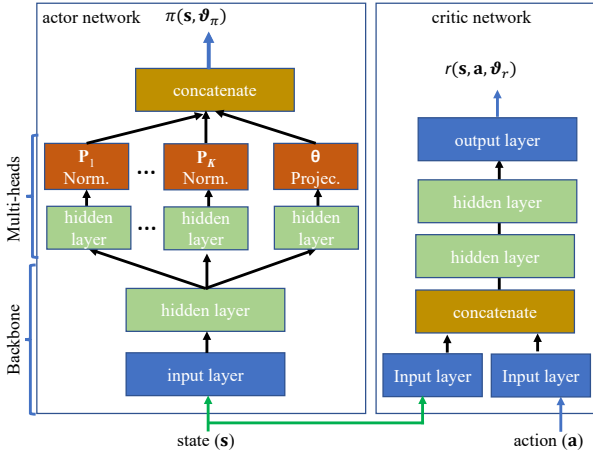 actor network
π(𝐬, 𝝑_π)
concatenate
𝐏₁
Norm.
...
𝐏_K
Norm.
𝛉
Projec.
hidden
layer
...
hidden
layer
hidden
layer
hidden layer
input layer
Multi-heads
Backbone
state (𝐬)
critic network
r(𝐬, 𝐚, 𝝑_r)
output layer
hidden layer
hidden layer
concatenate
Input layer
Input layer
action (𝐚)